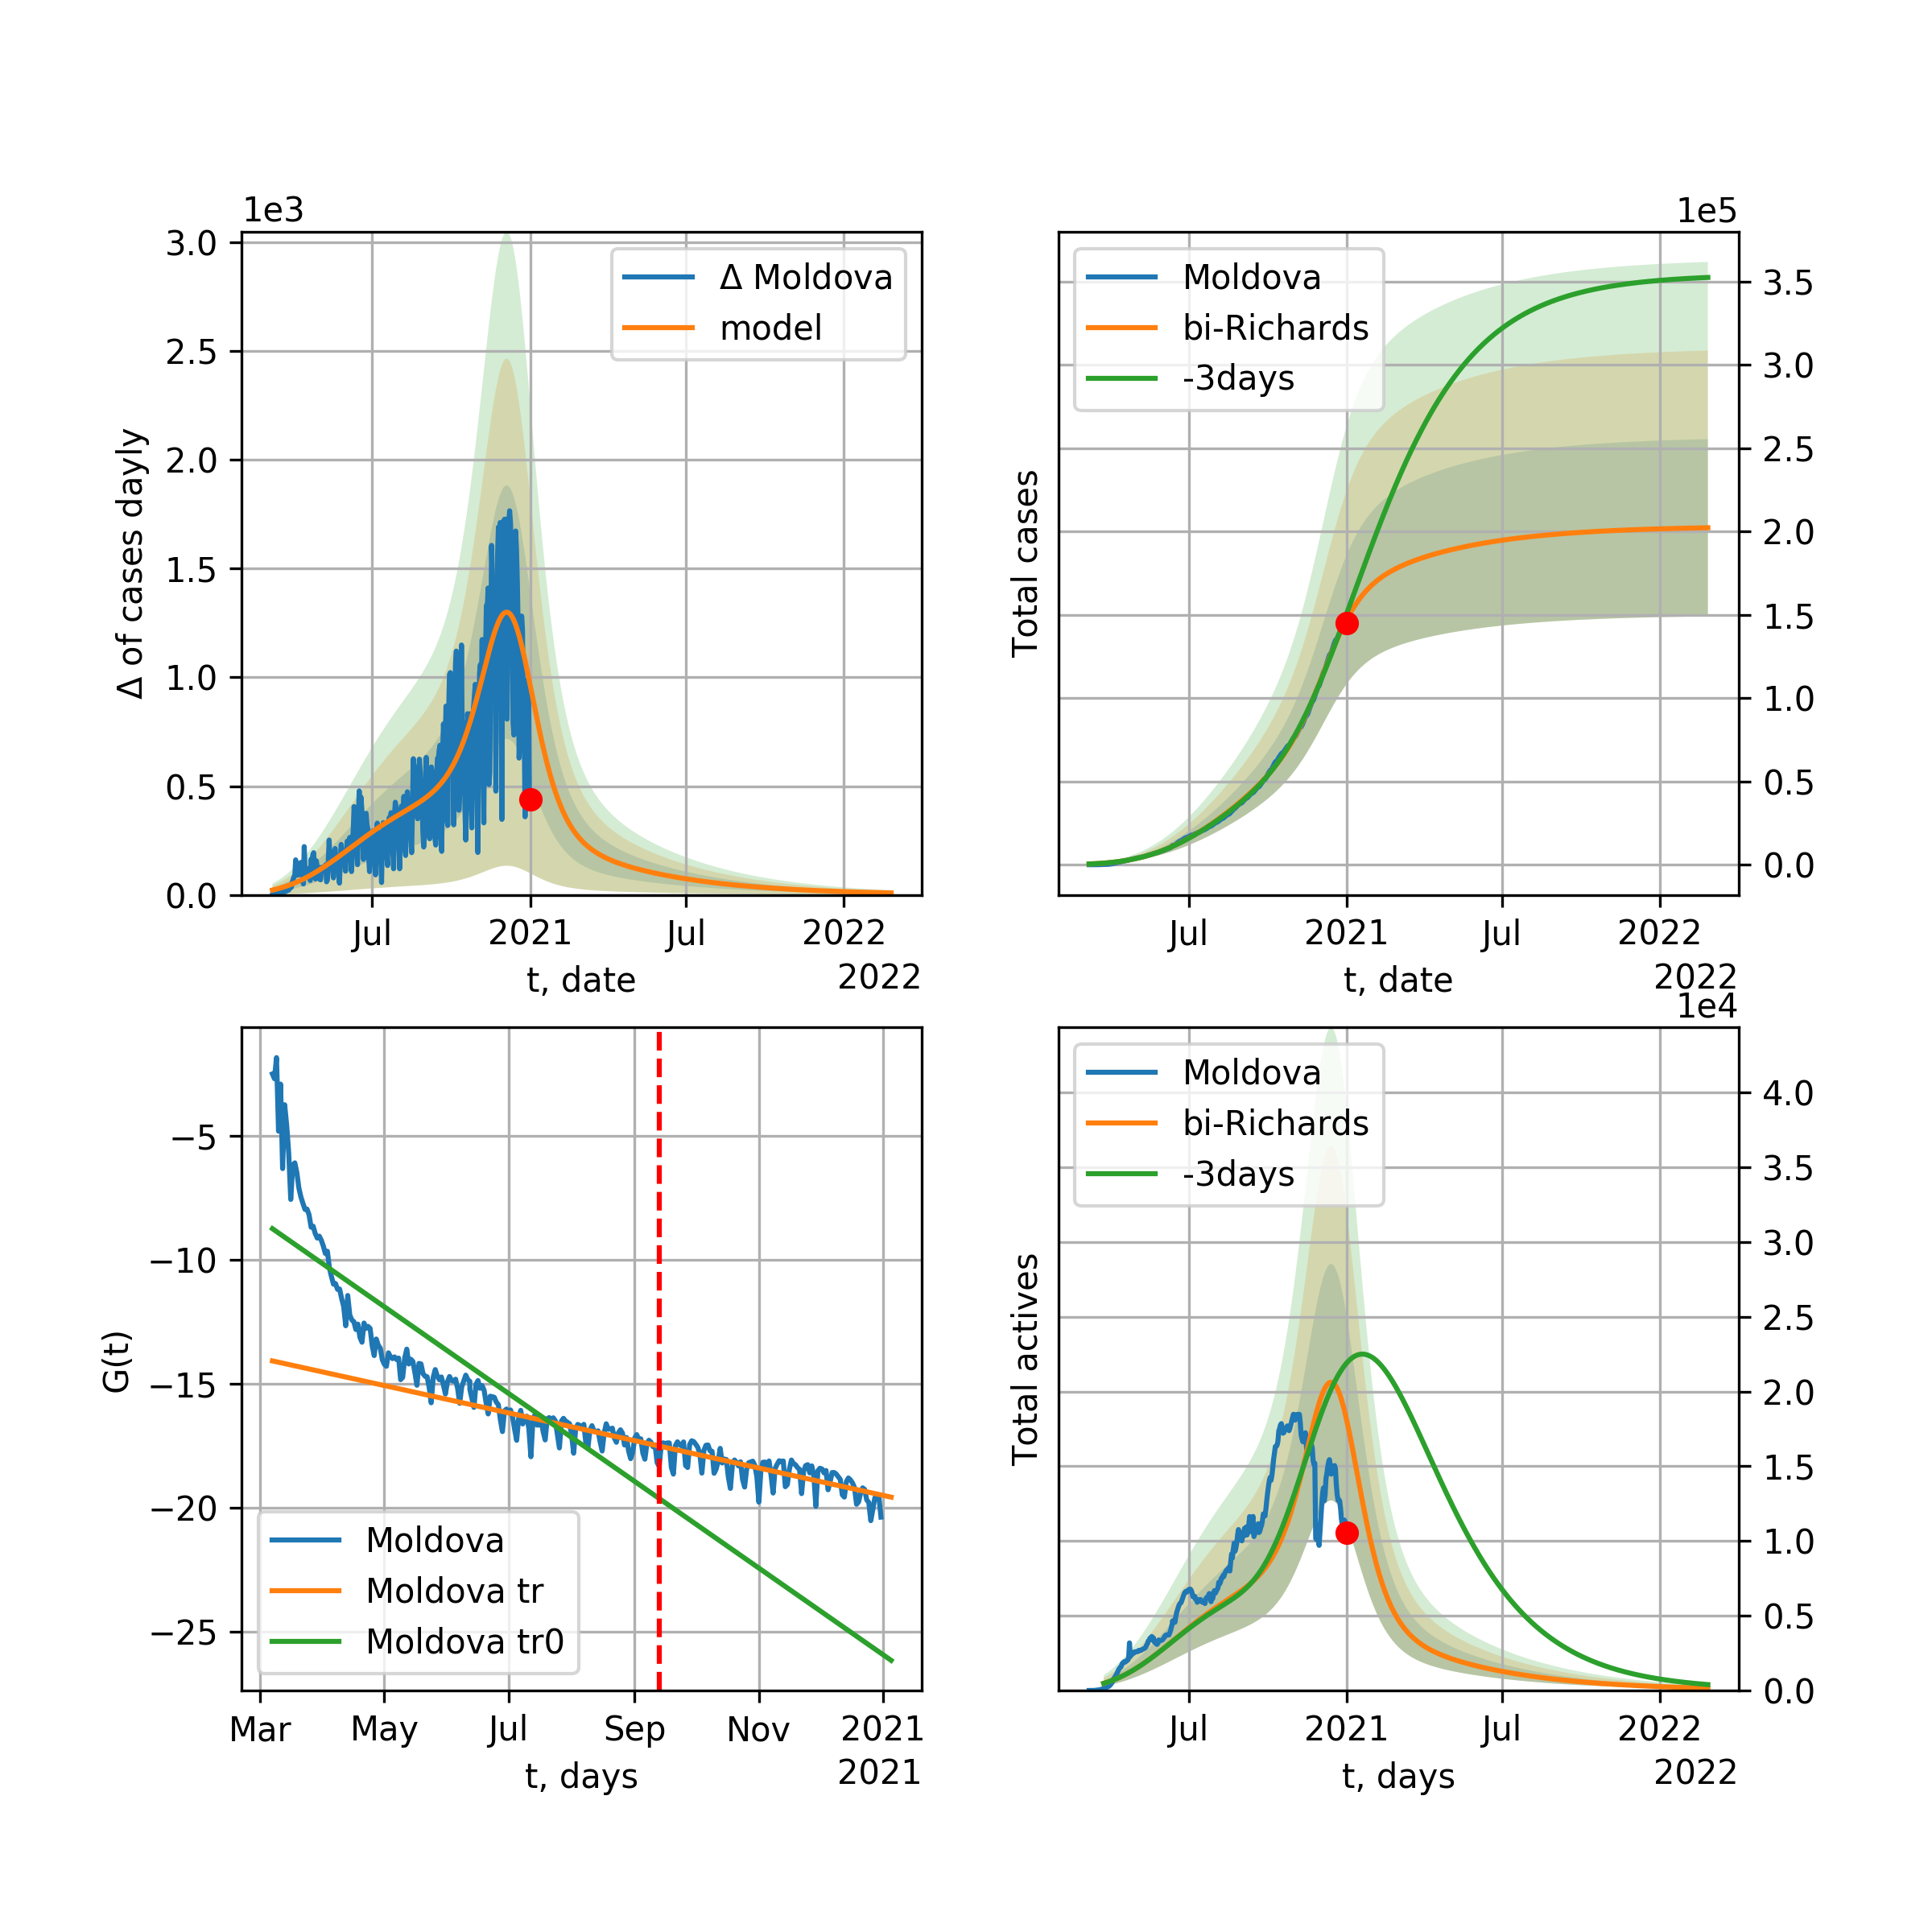 1e3
3.0
2.5
2.0
1.5
1.0
0.5
0.0
Δ of cases dayly
Δ Moldova
model
Jul
2021
Jul
2022
t, date
2022
1e5
Moldova
bi-Richards
-3days
Total cases
3.5
3.0
2.5
2.0
1.5
1.0
0.5
0.0
Jul
2021
Jul
2022
t, date
2022
G(t)
−5
−10
−15
−20
−25
Moldova
Moldova tr
Moldova tr0
Mar
May
Jul
Sep
Nov
2021
t, days
2021
1e4
Moldova
bi-Richards
-3days
Total actives
4.0
3.5
3.0
2.5
2.0
1.5
1.0
0.5
0.0
Jul
2021
Jul
2022
t, days
2022